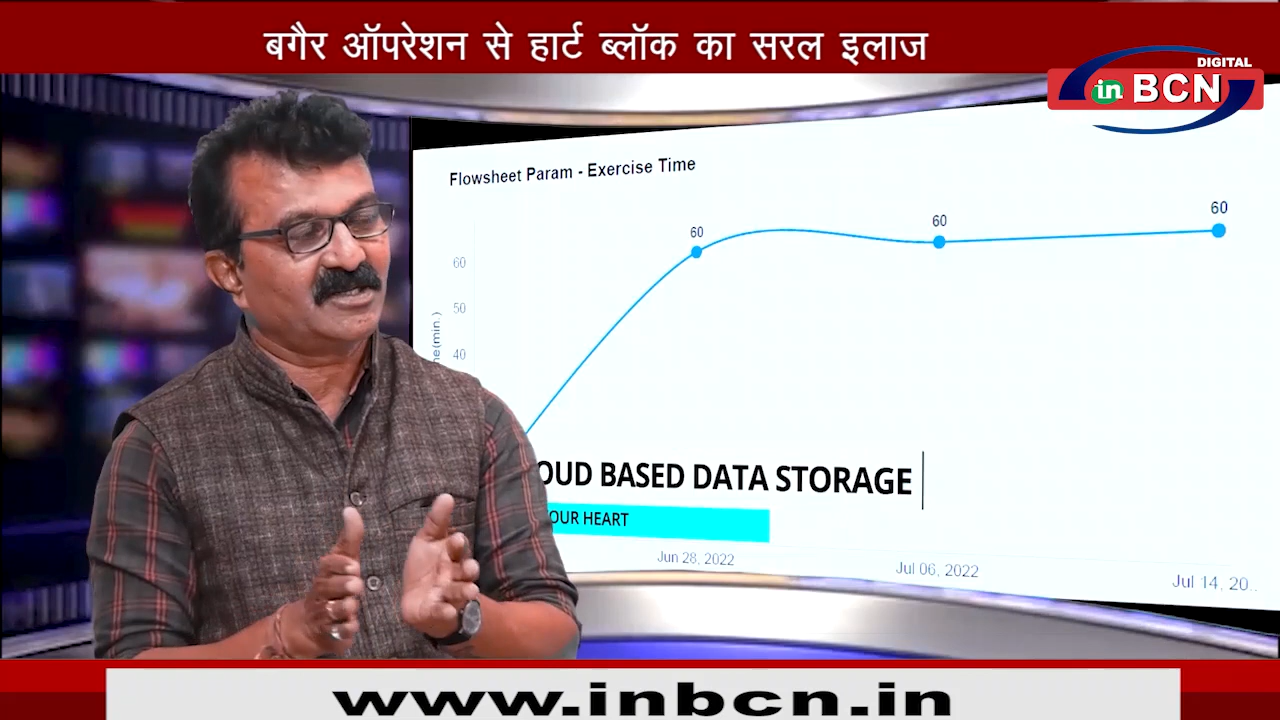 बगैर ऑपरेशन से हार्ट ब्लॉक का सरल इलाज
DIGITAL
in BCN
Flowsheet Param - Exercise Time
60
60
60
60
50
40
(min.)
OUD BASED DATA STORAGE
OUR HEART
Jun 28, 2022
Jul 06, 2022
Jul 14, 20..
www.inbcn.in